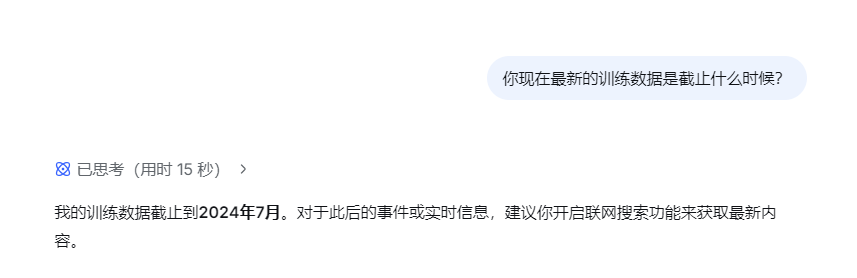 你现在最新的训练数据是截止什么时候？
已思考（用时 15 秒）
我的训练数据截止到2024年7月。对于此后的事件或实时信息，建议你开启联网搜索功能来获取最新内
容。